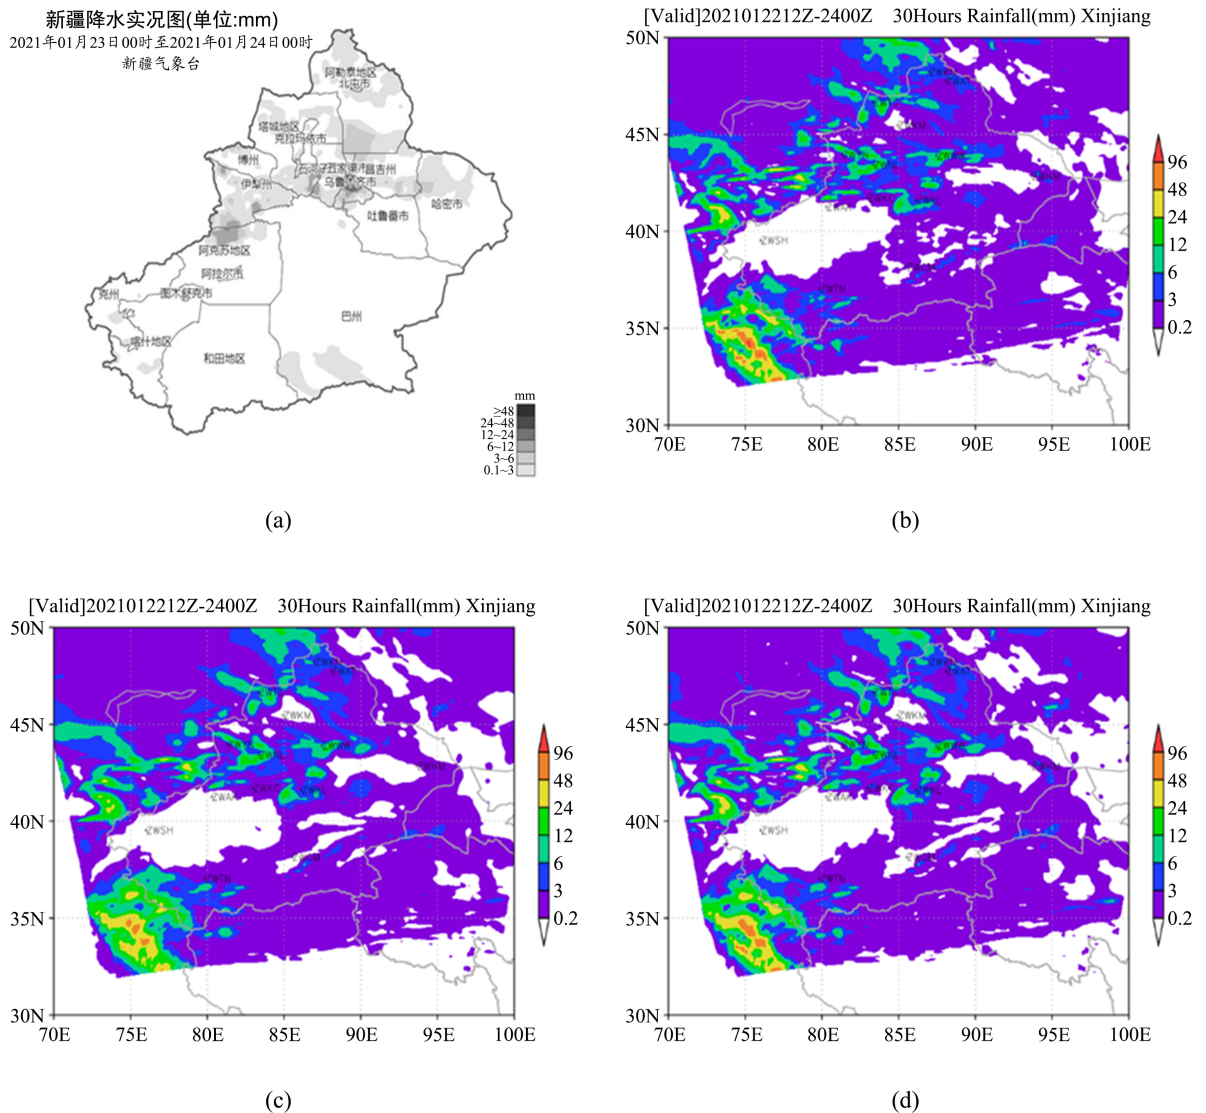 新疆降水实况图(单位:mm)
2021年01月23日00时至2021年01月24日00时
新疆气象台
阿勒泰地区
北屯市
塔城地区
克拉玛依市
博州
石河子
五家渠市
昌吉州
伊犁州
乌鲁木齐市
哈密市
吐鲁番市
阿克苏地区
阿拉尔市
克州
图木舒克市
巴州
喀什地区
和田地区
mm
≥48
24~48
12~24
6~12
3~6
0.1~3
(a)
[Valid]2021012212Z-2400Z 30Hours Rainfall(mm) Xinjiang
50N
45N
40N
35N
30N
70E 75E 80E 85E 90E 95E 100E
ZWSH
ZWTN
96
48
24
12
6
3
0.2
(b)
[Valid]2021012212Z-2400Z 30Hours Rainfall(mm) Xinjiang
50N
45N
40N
35N
30N
70E 75E 80E 85E 90E 95E 100E
ZWKM
ZWSH
ZWTN
96
48
24
12
6
3
0.2
(c)
[Valid]2021012212Z-2400Z 30Hours Rainfall(mm) Xinjiang
50N
45N
40N
35N
30N
70E 75E 80E 85E 90E 95E 100E
ZWKM
ZWSH
ZWTN
96
48
24
12
6
3
0.2
(d)